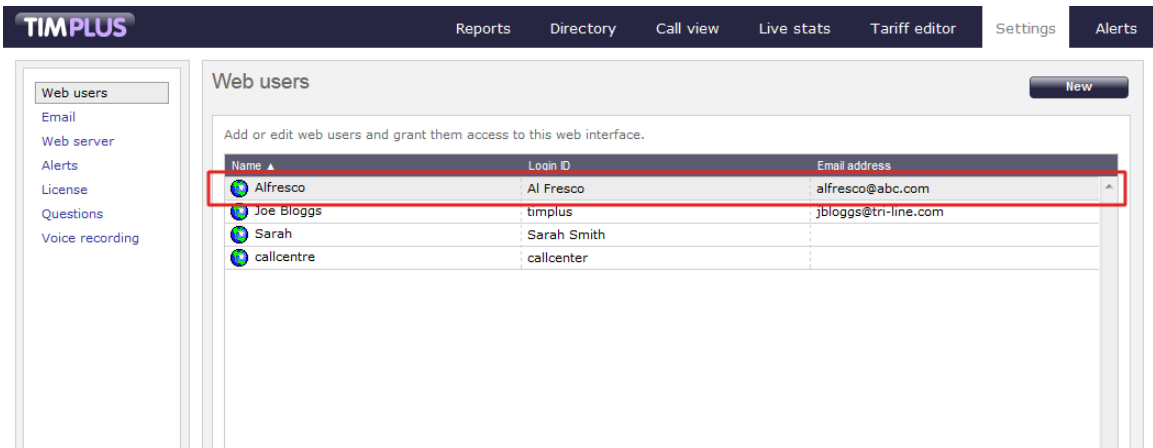 TIMPLUS Reports Directory Call view Live stats Tariff editor Settings Alerts
Web users
Email
Web server
Alerts
License
Questions
Voice recording
Web users New
Add or edit web users and grant them access to this web interface.
Name ▲ Login ID Email address
Alfresco Al Fresco alfresco@abc.com
Joe Bloggs timplus jbloggs@tri-line.com
Sarah Sarah Smith
callcentre callcenter